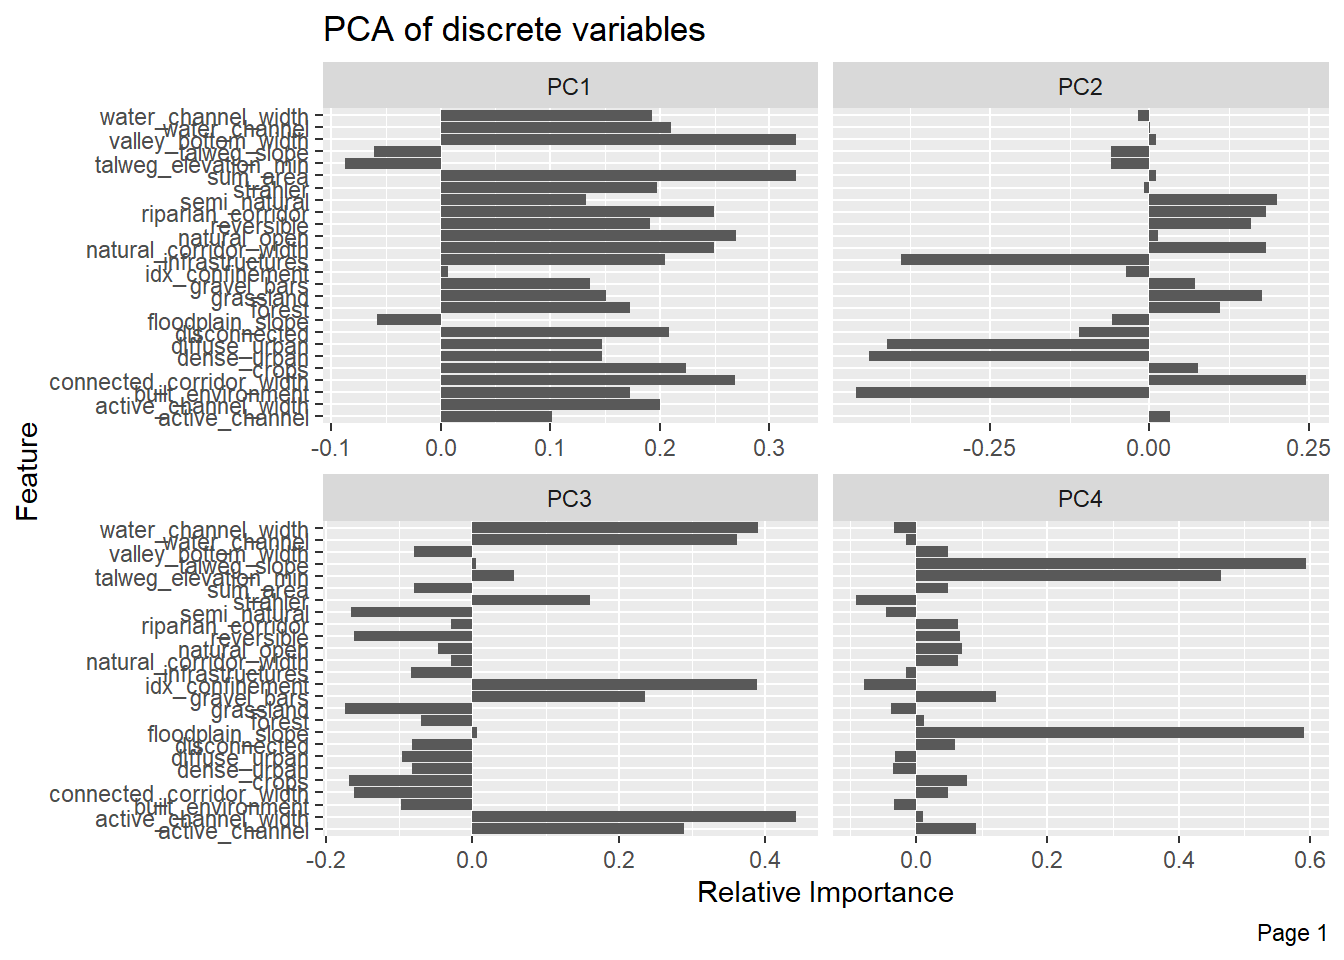 PCA of discrete variables
PC1
PC2
water_channel_width
water_channel
valley_bottom_width
talweg_slope
talweg_elevation_min
sum_area
strahler
semi_natural
riparian_corridor
reversible
natural_open
natural_corridor_width
infrastructures
idx_confinement
gravel_bars
grassland
forest
floodplain_slope
disconnected
diffuse_urban
dense_urban
crops
connected_corridor_width
built_environment
active_channel_width
active_channel
-0.1 0.0 0.1 0.2 0.3
-0.25 0.00 0.25
Feature
PC3
PC4
water_channel_width
water_channel
valley_bottom_width
talweg_slope
talweg_elevation_min
sum_area
strahler
semi_natural
riparian_corridor
reversible
natural_open
natural_corridor_width
infrastructures
idx_confinement
gravel_bars
grassland
forest
floodplain_slope
disconnected
diffuse_urban
dense_urban
crops
connected_corridor_width
built_environment
active_channel_width
active_channel
-0.2 0.0 0.2 0.4
0.0 0.2 0.4 0.6
Relative Importance
Page 1